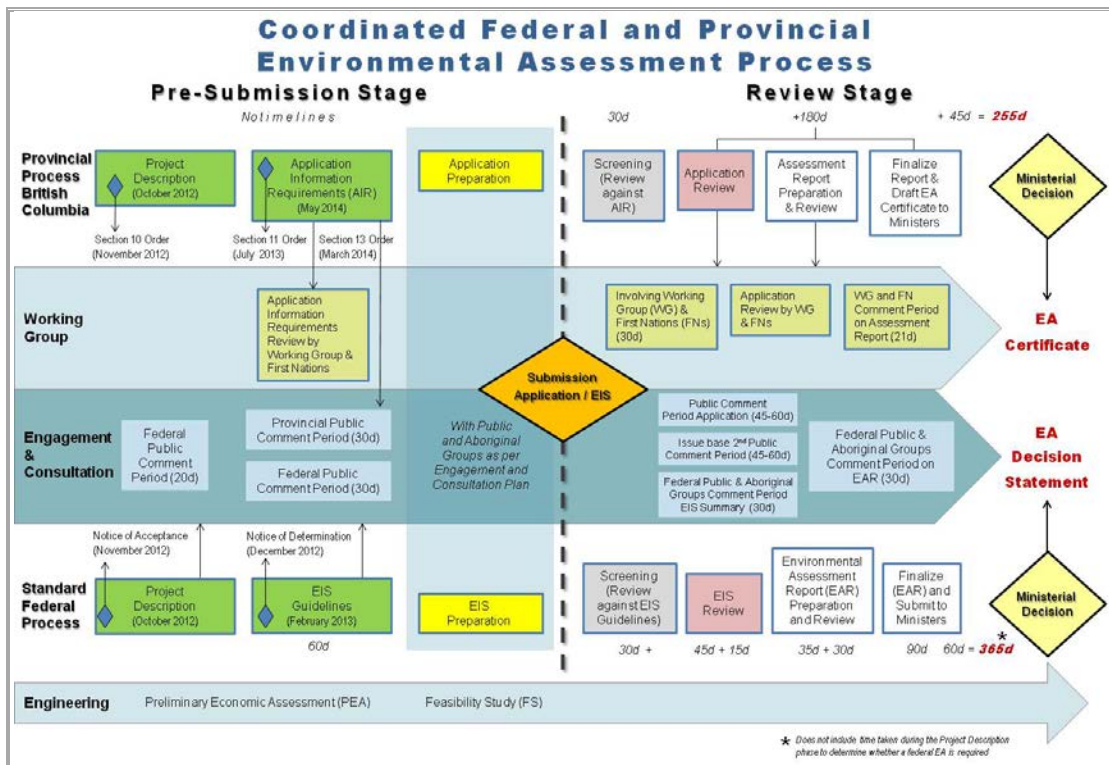 Coordinated Federal and Provincial
Environmental Assessment Process
Pre-Submission Stage
Review Stage
No timelines
30d
+180d
+ 45d = 255d
Provincial
Process
British
Columbia
Project
Description
(October 2012)
Application
Information
Requirements (AIR)
(May 2014)
Application
Preparation
Screening
(Review
against
AIR)
Application
Review
Assessment
Report
Preparation
& Review
Finalize
Report &
Draft EA
Certificate to
Ministers
Ministerial
Decision
Section 10 Order
(November 2012)
Section 11 Order
(July 2013)
Section 13 Order
(March 2014)
Working
Group
Application
Information
Requirements
Review by
Working Group &
First Nations
Involving Working
Group (WG) &
First Nations (FNs)
(30d)
Application
Review by WG
& FNs
WG and FN
Comment Period
on Assessment
Report (21d)
EA
Certificate
Submission
Application / EIS
Engagement
&
Consultation
Federal
Public
Comment
Period (20d)
Provincial Public
Comment Period (30d)
Federal Public
Comment Period (30d)
With Public
and Aboriginal
Groups as per
Engagement and
Consultation Plan
Public Comment
Period Application (45-60d)
Issue base 2nd Public
Comment Period (45-60d)
Federal Public & Aboriginal
Groups Comment Period
EIS Summary (30d)
Federal Public &
Aboriginal Groups
Comment Period on
EAR (30d)
EA
Decision
Statement
Notice of Acceptance
(November 2012)
Notice of Determination
(December 2012)
Standard
Federal
Process
Project
Description
(October 2012)
EIS
Guidelines
(February 2013)
60d
EIS
Preparation
Screening
(Review
against EIS
Guidelines)
EIS
Review
Environmental
Assessment
Report (EAR)
Preparation
and Review
Finalize
(EAR) and
Submit to
Ministers
Ministerial
Decision
30d +
45d + 15d
35d + 30d
90d
60d = 365d
*
Engineering
Preliminary Economic Assessment (PEA)
Feasibility Study (FS)
* Does not include time taken during the Project Description
phase to determine whether a federal EA is required